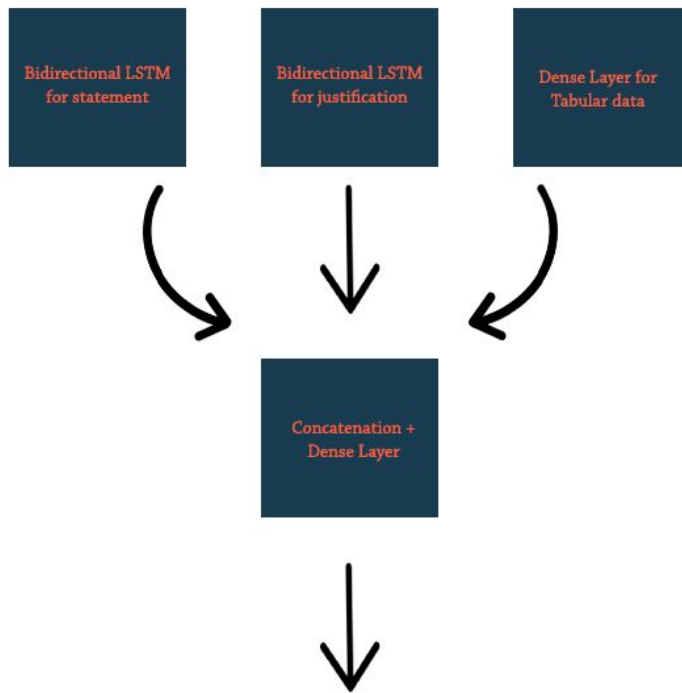 Bidirectional LSTM
for statement
Bidirectional LSTM
for justification
Dense Layer for
Tabular data
Concatenation +
Dense Layer